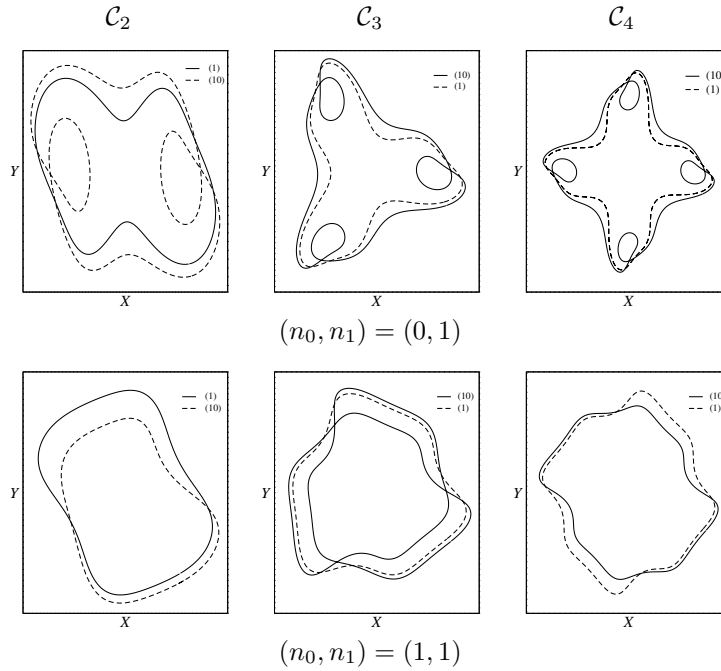 𝒞₂ 𝒞₃ 𝒞₄
(1)
(10)
Y
X
(10)
(1)
Y
X
(10)
(1)
Y
X
(n₀, n₁) = (0, 1)
(1)
(10)
Y
X
(10)
(1)
Y
X
(10)
(1)
Y
X
(n₀, n₁) = (1, 1)